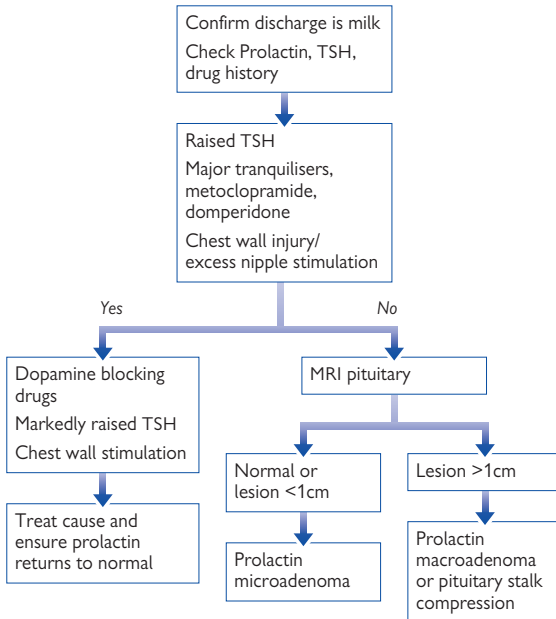 Confirm discharge is milk
Check Prolactin, TSH,
drug history
Raised TSH
Major tranquilisers,
metoclopramide,
domperidone
Chest wall injury/
excess nipple stimulation
Yes
No
Dopamine blocking
drugs
Markedly raised TSH
Chest wall stimulation
MRI pituitary
Treat cause and
ensure prolactin
returns to normal
Normal or
lesion <1cm
Lesion >1cm
Prolactin
microadenoma
Prolactin
macroadenoma
or pituitary stalk
compression